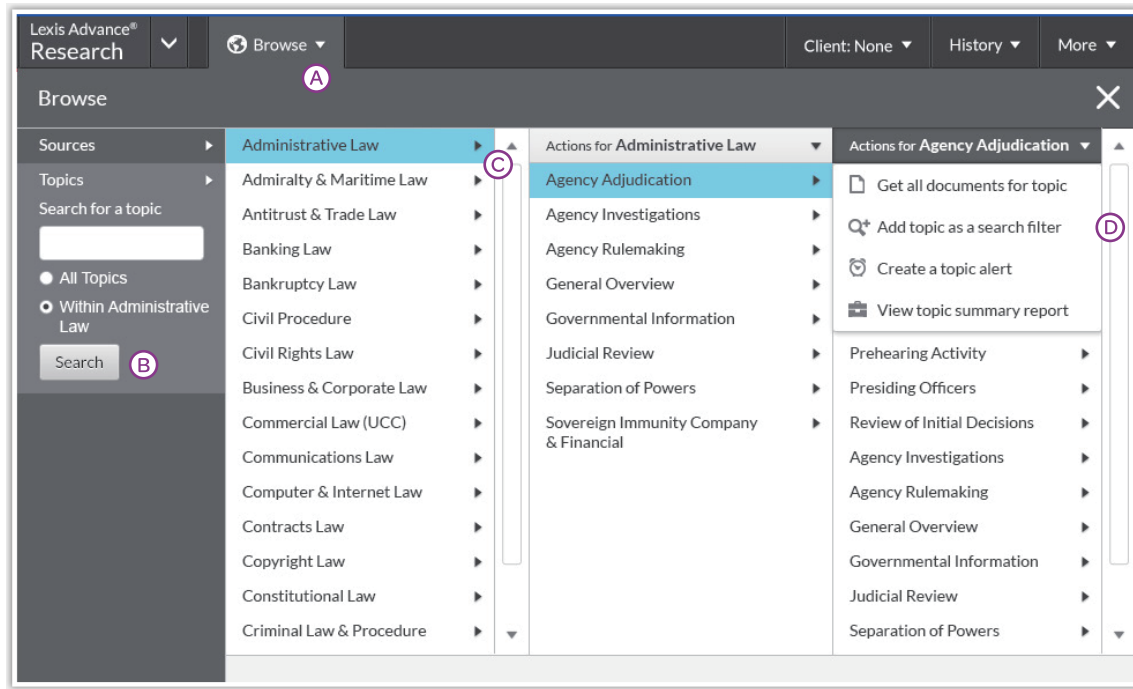 Lexis Advance®
Research
Browse
Client: None
History
More
A
Browse
Sources
Topics
Search for a topic
All Topics
Within Administrative
Law
Search
B
Administrative Law
C
Admiralty & Maritime Law
Antitrust & Trade Law
Banking Law
Bankruptcy Law
Civil Procedure
Civil Rights Law
Business & Corporate Law
Commercial Law (UCC)
Communications Law
Computer & Internet Law
Contracts Law
Copyright Law
Constitutional Law
Criminal Law & Procedure
Actions for Administrative Law
Agency Adjudication
Agency Investigations
Agency Rulemaking
General Overview
Governmental Information
Judicial Review
Separation of Powers
Sovereign Immunity Company
& Financial
Actions for Agency Adjudication
Get all documents for topic
Add topic as a search filter
D
Create a topic alert
View topic summary report
Prehearing Activity
Presiding Officers
Review of Initial Decisions
Agency Investigations
Agency Rulemaking
General Overview
Governmental Information
Judicial Review
Separation of Powers